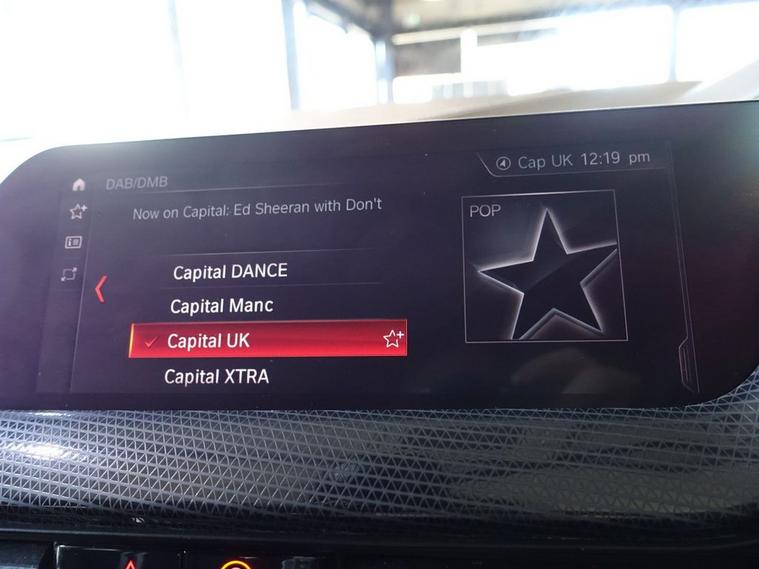 Cap UK 12:19 pm
DAB/DMB
Now on Capital: Ed Sheeran with Don't
POP
Capital DANCE
Capital Manc
Capital UK
Capital XTRA